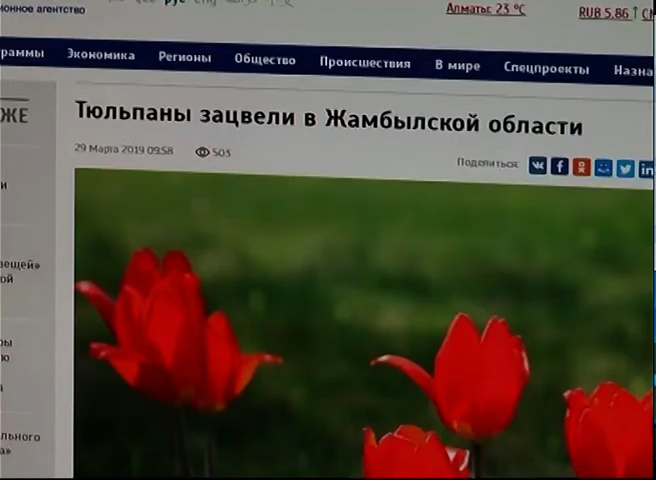 агентство
Алматы 23 °C
RUB 5.86
Экономика Регионы Общество Происшествия В мире Спецпроекты
Тюльпаны зацвели в Жамбылской области
29 Марта 2019 09:58 503
Поделиться: